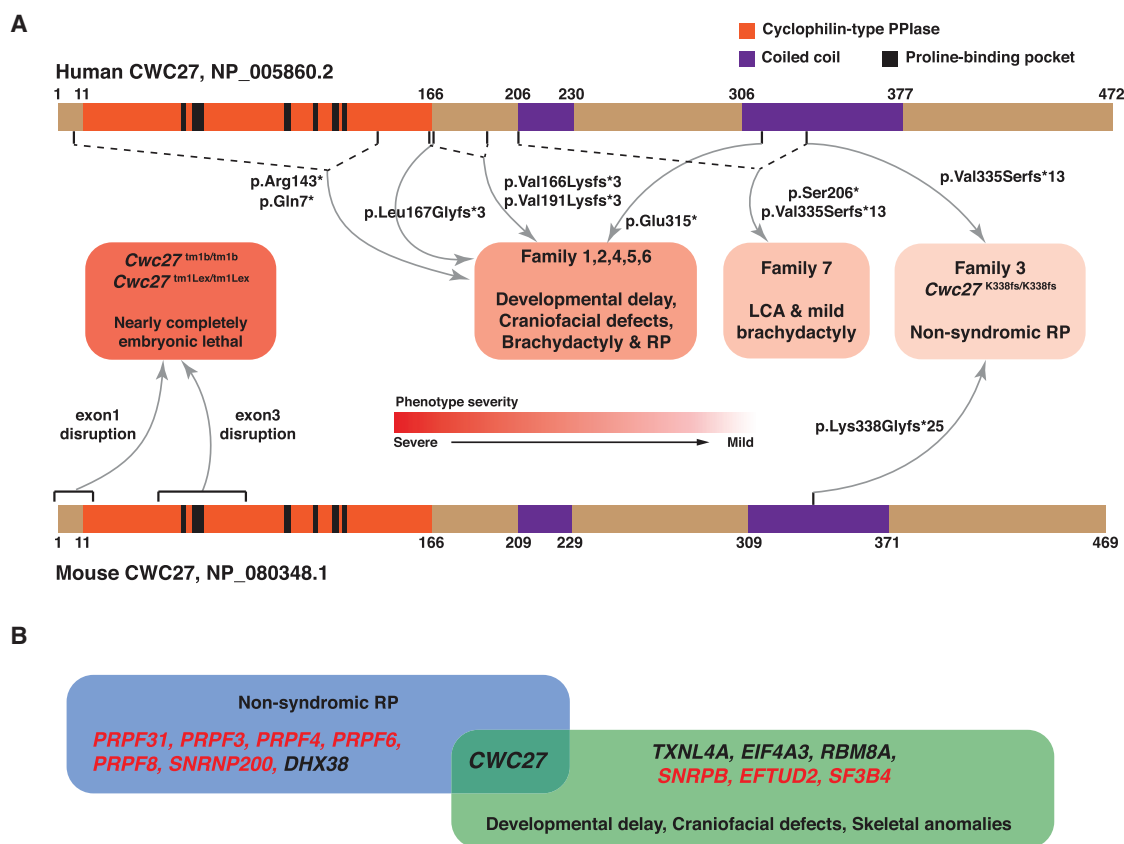 A
Cyclophilin-type PPIase
Coiled coil
Proline-binding pocket
Human CWC27, NP_005860.2
1 11 166 206 230 306 377 472
p.Arg143*
p.Gln7*
p.Leu167Glyfs*3
p.Val166Lysfs*3
p.Val191Lysfs*3
p.Glu315*
p.Ser206*
p.Val335Serfs*13
p.Val335Serfs*13
Cwc27 tm1b/tm1b
Cwc27 tm1Lex/tm1Lex
Nearly completely
embryonic lethal
Family 1,2,4,5,6
Developmental delay,
Craniofacial defects,
Brachydactyly & RP
Family 7
LCA & mild
brachydactyly
Family 3
Cwc27 K338fs/K338fs
Non-syndromic RP
exon1
disruption
exon3
disruption
Phenotype severity
Severe
Mild
p.Lys338Glyfs*25
1 11 166 209 229 309 371 469
Mouse CWC27, NP_080348.1
B
Non-syndromic RP
PRPF31, PRPF3, PRPF4, PRPF6,
PRPF8, SNRNP200, DHX38
CWC27
TXNL4A, EIF4A3, RBM8A,
SNRPB, EFTUD2, SF3B4
Developmental delay, Craniofacial defects, Skeletal anomalies